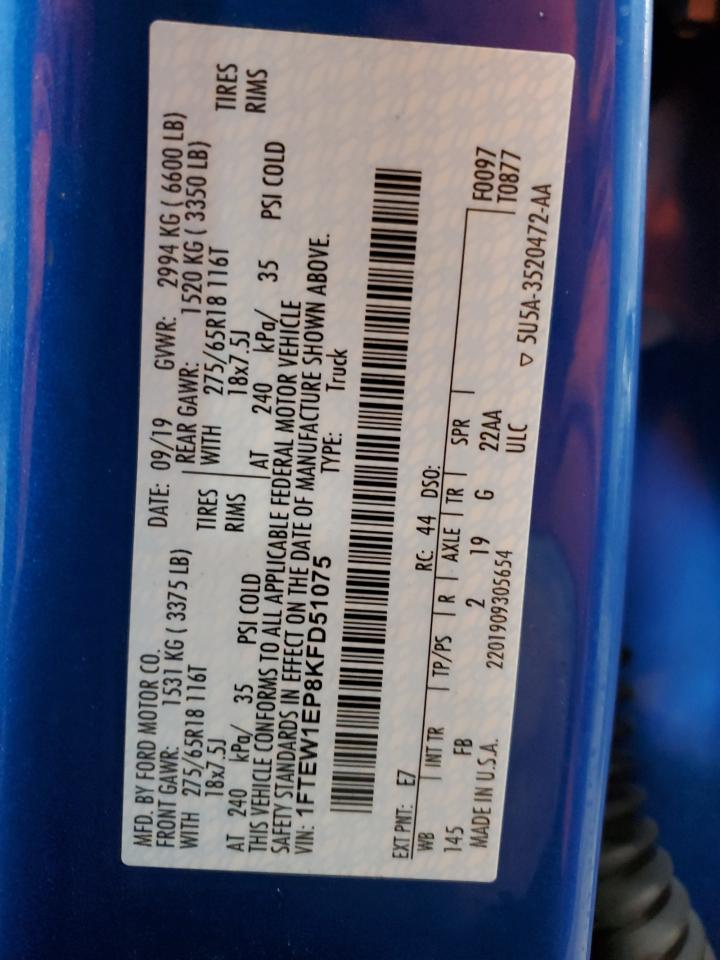 MFD. BY FORD MOTOR CO. DATE: 09/19 GVWR: 2994 KG ( 6600 LB)
FRONT GAWR: 1531 KG ( 3375 LB) REAR GAWR: 1520 KG ( 3350 LB)
WITH 275/65R18 116T TIRES WITH 275/65R18 116T TIRES
18x7.5J RIMS 18x7.5J RIMS
AT 240 kPa/ 35 PSI COLD AT 240 kPa/ 35 PSI COLD
THIS VEHICLE CONFORMS TO ALL APPLICABLE FEDERAL MOTOR VEHICLE
SAFETY STANDARDS IN EFFECT ON THE DATE OF MANUFACTURE SHOWN ABOVE.
VIN: 1FTEW1EP8KFD51075 TYPE: Truck
EXT PNT: E7 RC: 44 DSO: F0097
WB INT TR TP/PS R AXLE TR SPR T0877
145 FB 2 19 G 22AA
MADE IN U.S.A. 2201909305654 ULC ▽ 5U5A-3520472-AA